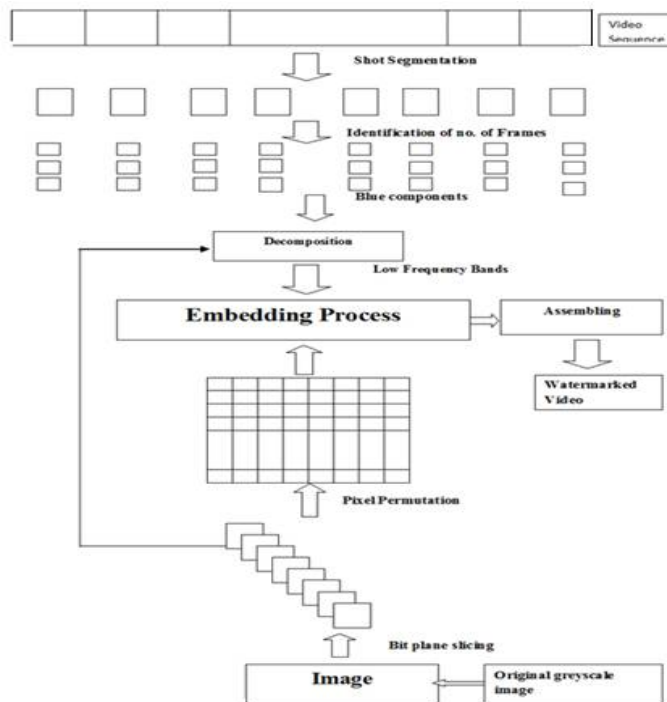 Video
Sequence
Shot Segmentation
Identification of no. of Frames
Blue components
Decomposition
Low Frequency Bands
Embedding Process
Assembling
Watermarked
Video
Pixel Permutation
Bit plane slicing
Image
Original greyscale
image